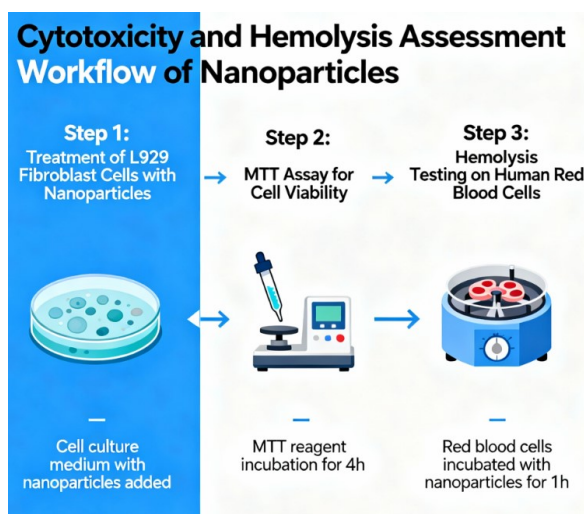 Cytotoxicity and Hemolysis Assessment
Workflow of Nanoparticles
Step 1:
Treatment of L929
Fibroblast Cells with
Nanoparticles
Step 2:
MTT Assay for
Cell Viability
Step 3:
Hemolysis
Testing on Human Red
Blood Cells
Cell culture
medium with
nanoparticles added
MTT reagent
incubation for 4h
Red blood cells
incubated with
nanoparticles for 1h